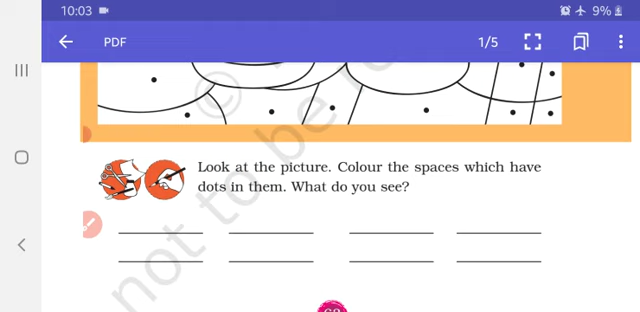 10:03
9%
PDF
1/5
Look at the picture. Colour the spaces which have
dots in them. What do you see?
© not to be re